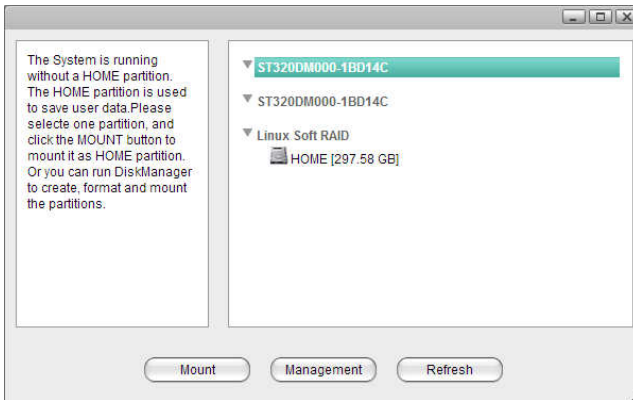 The System is running
without a HOME partition.
The HOME partition is used
to save user data.Please
selecte one partition, and
click the MOUNT button to
mount it as HOME partition.
Or you can run DiskManager
to create, format and mount
the partitions.
ST320DM000-1BD14C
ST320DM000-1BD14C
Linux Soft RAID
HOME [297.58 GB]
Mount
Management
Refresh